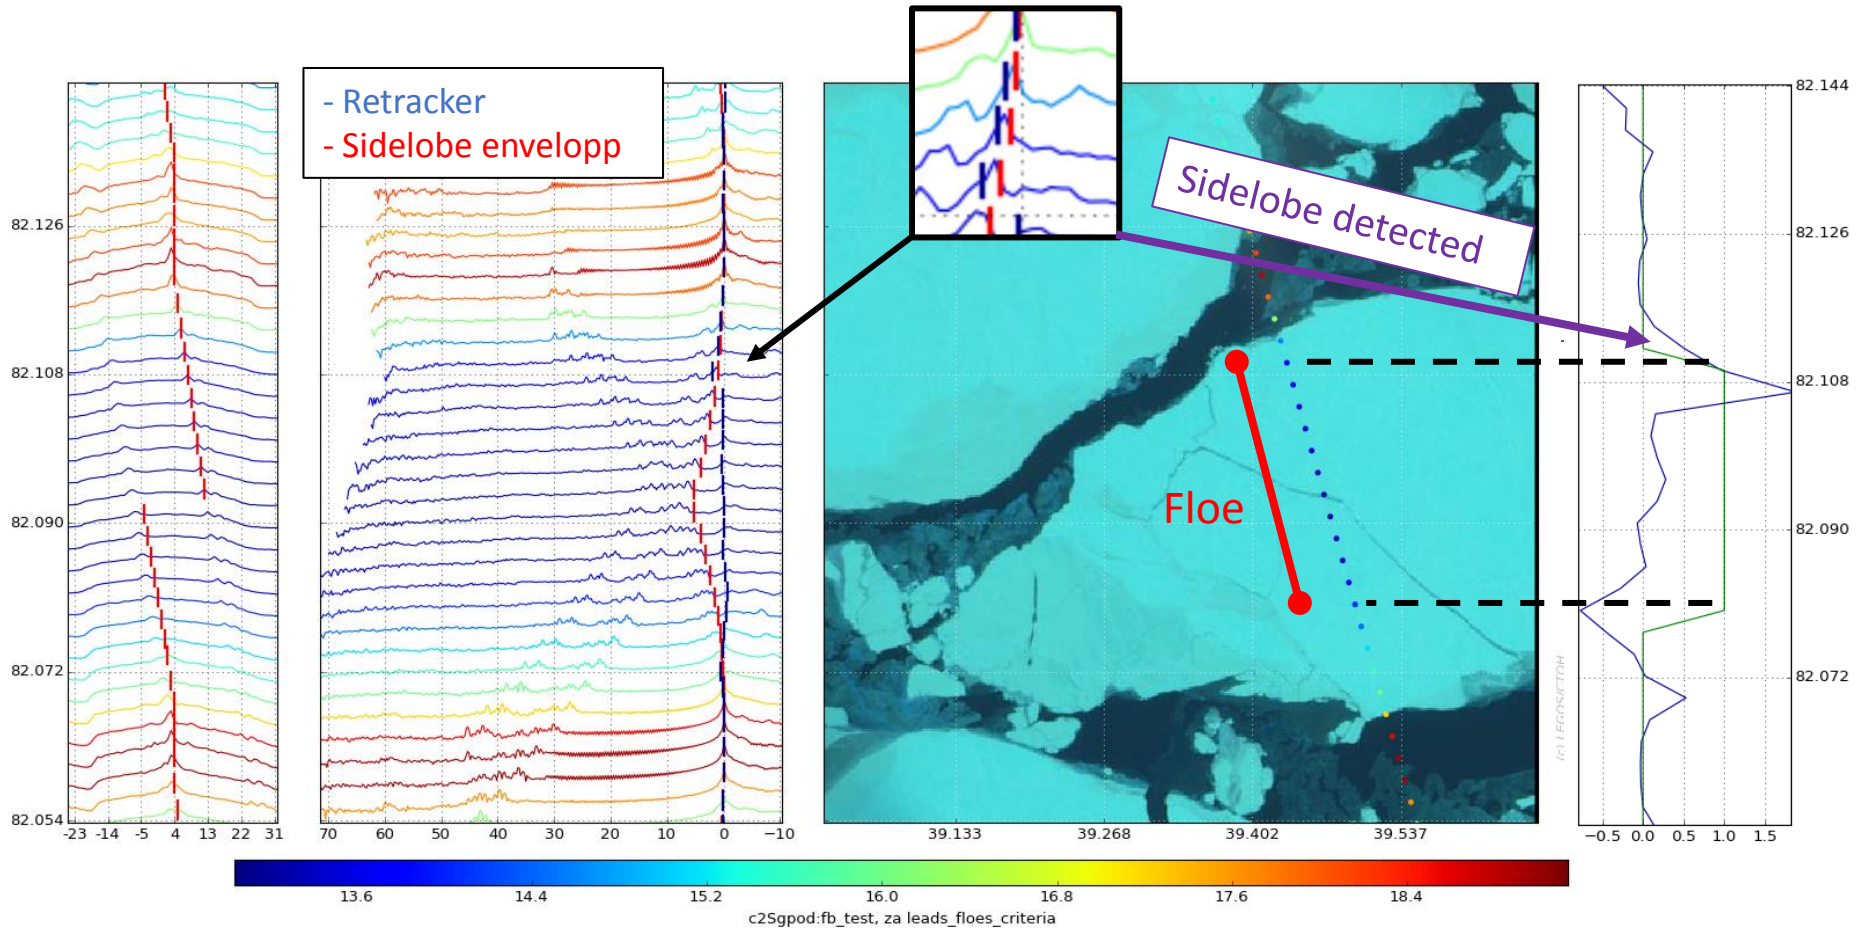 - Retracker
- Sidelobe envelopp
Sidelobe detected
Floe
82.126
82.108
82.090
82.072
82.054
-23 -14 -5 4 13 22 31
70 60 50 40 30 20 10 0 −10
39.133 39.268 39.402 39.537
−0.5 0.0 0.5 1.0 1.5
82.144
82.126
82.108
82.090
82.072
(c) LEGOS/CTOH
13.6 14.4 15.2 16.0 16.8 17.6 18.4
c2Sgpod:fb_test, za leads_floes_criteria